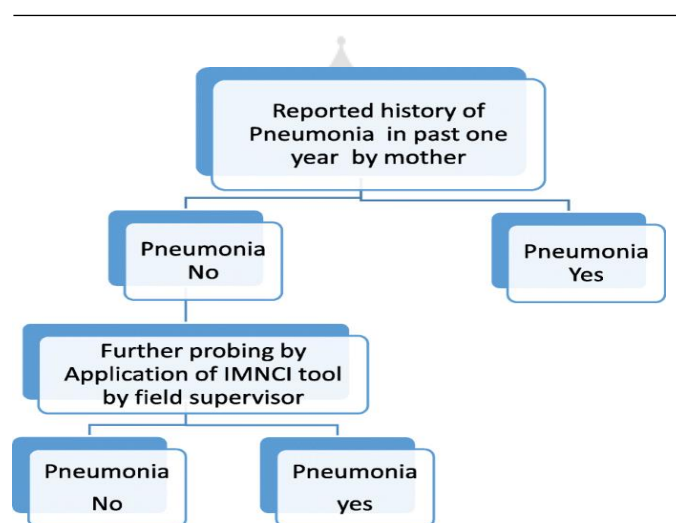 Reported history of
Pneumonia in past one
year by mother
Pneumonia
No
Pneumonia
Yes
Further probing by
Application of IMNCI tool
by field supervisor
Pneumonia
No
Pneumonia
yes